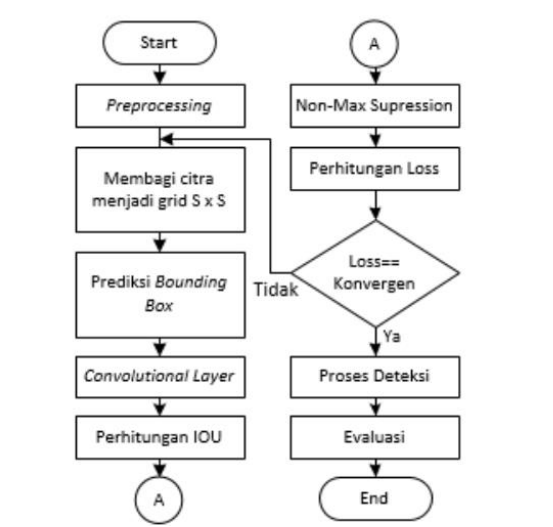 Start
Preprocessing
Membagi citra
menjadi grid S x S
Prediksi Bounding
Box
Convolutional Layer
Perhitungan IOU
A
A
Non-Max Supression
Perhitungan Loss
Loss==
Konvergen
Tidak
Ya
Proses Deteksi
Evaluasi
End